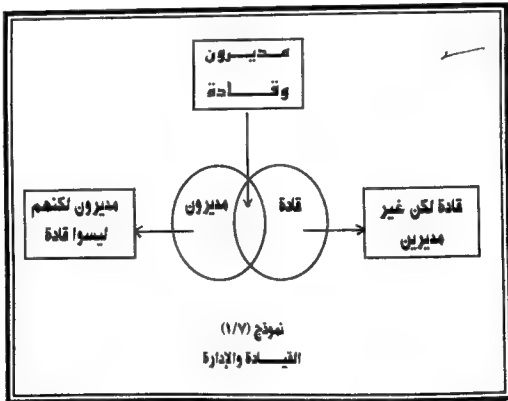 مديرون
وقادة
قادة
مديرون
قادة لكن غير
مديرين
مديرون لكنهم
ليسوا قادة
نموذج (١/٧)
القيادة والإدارة